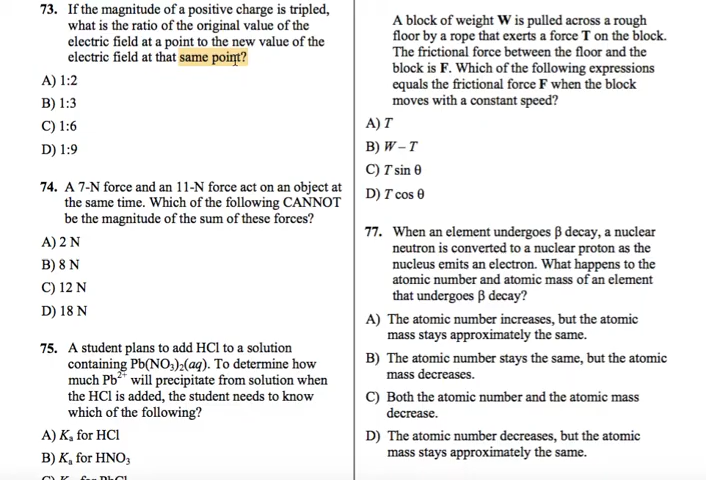 73. If the magnitude of a positive charge is tripled,
what is the ratio of the original value of the
electric field at a point to the new value of the
electric field at that same point?
A) 1:2
B) 1:3
C) 1:6
D) 1:9
74. A 7-N force and an 11-N force act on an object at
the same time. Which of the following CANNOT
be the magnitude of the sum of these forces?
A) 2 N
B) 8 N
C) 12 N
D) 18 N
75. A student plans to add HCl to a solution
containing Pb(NO₃)₂(aq). To determine how
much Pb²⁺ will precipitate from solution when
the HCl is added, the student needs to know
which of the following?
A) Kₐ for HCl
B) Kₐ for HNO₃
A block of weight W is pulled across a rough
floor by a rope that exerts a force T on the block.
The frictional force between the floor and the
block is F. Which of the following expressions
equals the frictional force F when the block
moves with a constant speed?
A) T
B) W – T
C) T sin θ
D) T cos θ
77. When an element undergoes β decay, a nuclear
neutron is converted to a nuclear proton as the
nucleus emits an electron. What happens to the
atomic number and atomic mass of an element
that undergoes β decay?
A) The atomic number increases, but the atomic
mass stays approximately the same.
B) The atomic number stays the same, but the atomic
mass decreases.
C) Both the atomic number and the atomic mass
decrease.
D) The atomic number decreases, but the atomic
mass stays approximately the same.